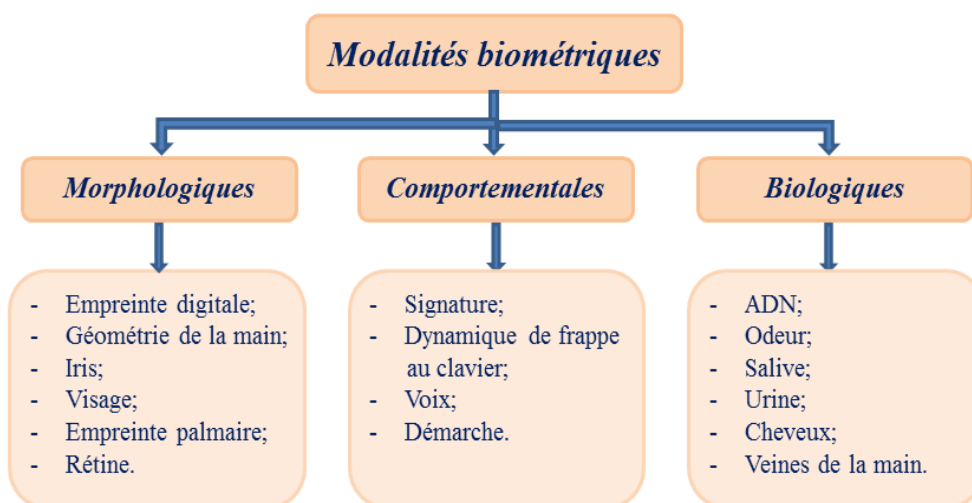 Modalités biométriques
Morphologiques
Comportementales
Biologiques
- Empreinte digitale;
- Géométrie de la main;
- Iris;
- Visage;
- Empreinte palmaire;
- Rétine.
- Signature;
- Dynamique de frappe
au clavier;
- Voix;
- Démarche.
- ADN;
- Odeur;
- Salive;
- Urine;
- Cheveux;
- Veines de la main.